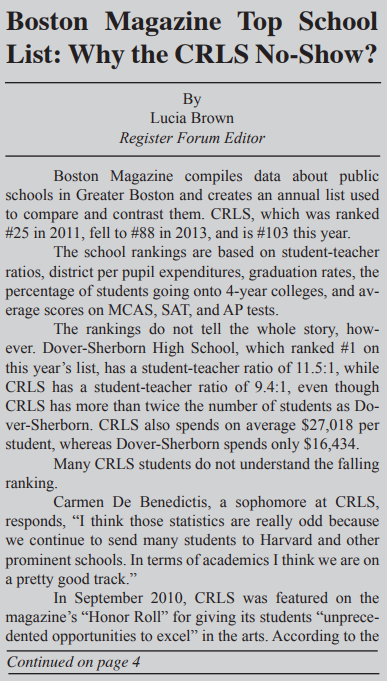 Boston Magazine Top School
List: Why the CRLS No-Show?
By
Lucia Brown
Register Forum Editor
Boston Magazine compiles data about public
schools in Greater Boston and creates an annual list used
to compare and contrast them. CRLS, which was ranked
#25 in 2011, fell to #88 in 2013, and is #103 this year.
The school rankings are based on student-teacher
ratios, district per pupil expenditures, graduation rates, the
percentage of students going onto 4-year colleges, and av-
erage scores on MCAS, SAT, and AP tests.
The rankings do not tell the whole story, how-
ever. Dover-Sherborn High School, which ranked #1 on
this year’s list, has a student-teacher ratio of 11.5:1, while
CRLS has a student-teacher ratio of 9.4:1, even though
CRLS has more than twice the number of students as Do-
ver-Sherborn. CRLS also spends on average $27,018 per
student, whereas Dover-Sherborn spends only $16,434.
Many CRLS students do not understand the falling
ranking.
Carmen De Benedictis, a sophomore at CRLS,
responds, “I think those statistics are really odd because
we continue to send many students to Harvard and other
prominent schools. In terms of academics I think we are on
a pretty good track.”
In September 2010, CRLS was featured on the
magazine’s “Honor Roll” for giving its students “unprece-
dented opportunities to excel” in the arts. According to the
Continued on page 4